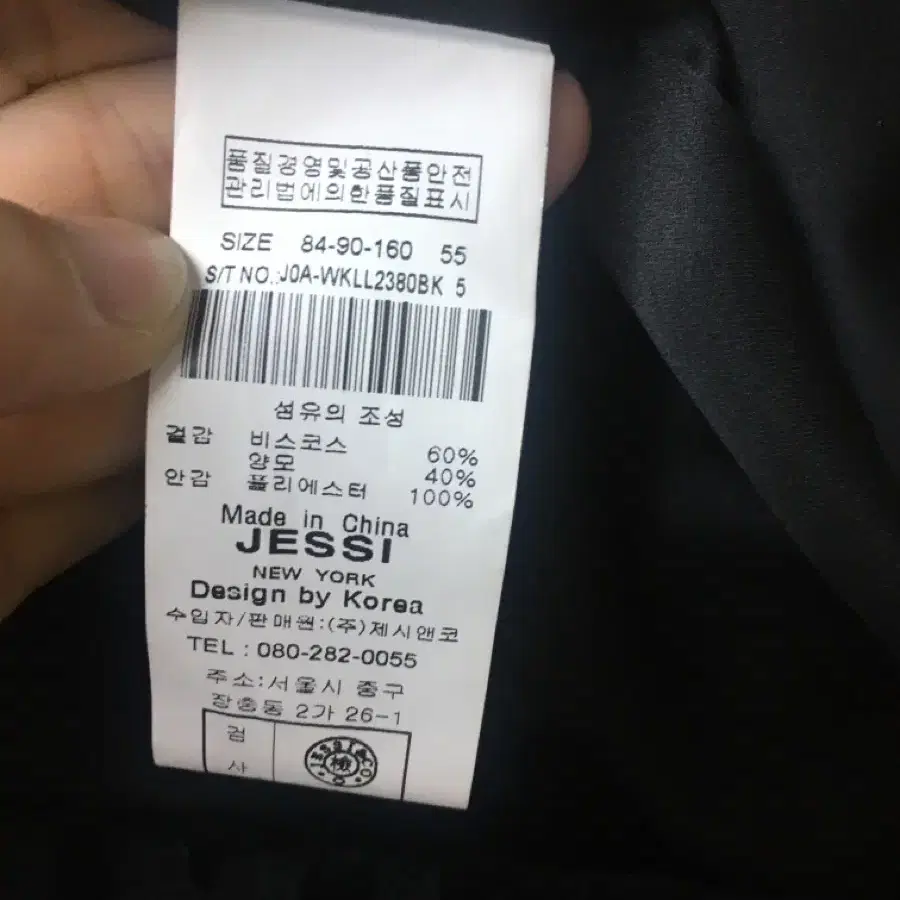 품질경영및공산품안전
관리법에의한품질표시
SIZE 84-90-160 55
S/T NO.:J0A-WKLL2380BK 5
섬유의 조성
겉감 비스코스 60%
양모 40%
안감 폴리에스터 100%
Made in China
JESSI
NEW YORK
Design by Korea
수입자/판매원:(주)제시앤코
TEL : 080-282-0055
주소:서울시 중구
장충동 2가 26-1
검사
JESSI&CO
檢